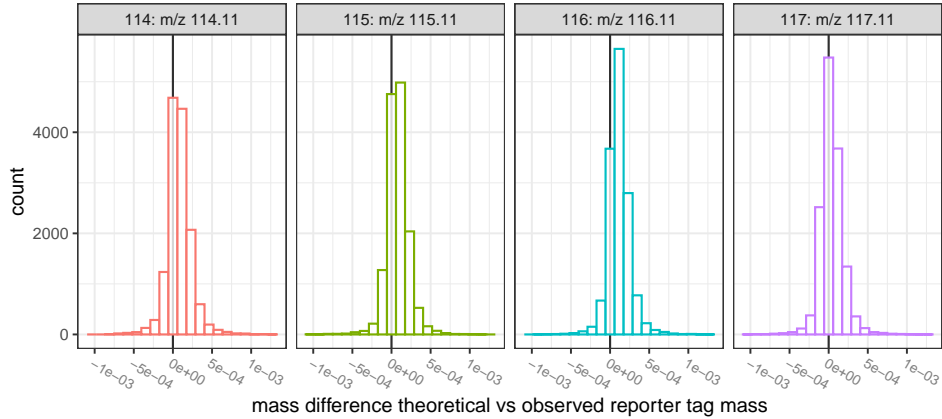 114: m/z 114.11
115: m/z 115.11
116: m/z 116.11
117: m/z 117.11
count
4000
2000
0
−1e−03 −5e−04 0e+00 5e−04 1e−03
−1e−03 −5e−04 0e+00 5e−04 1e−03
−1e−03 −5e−04 0e+00 5e−04 1e−03
−1e−03 −5e−04 0e+00 5e−04 1e−03
mass difference theoretical vs observed reporter tag mass